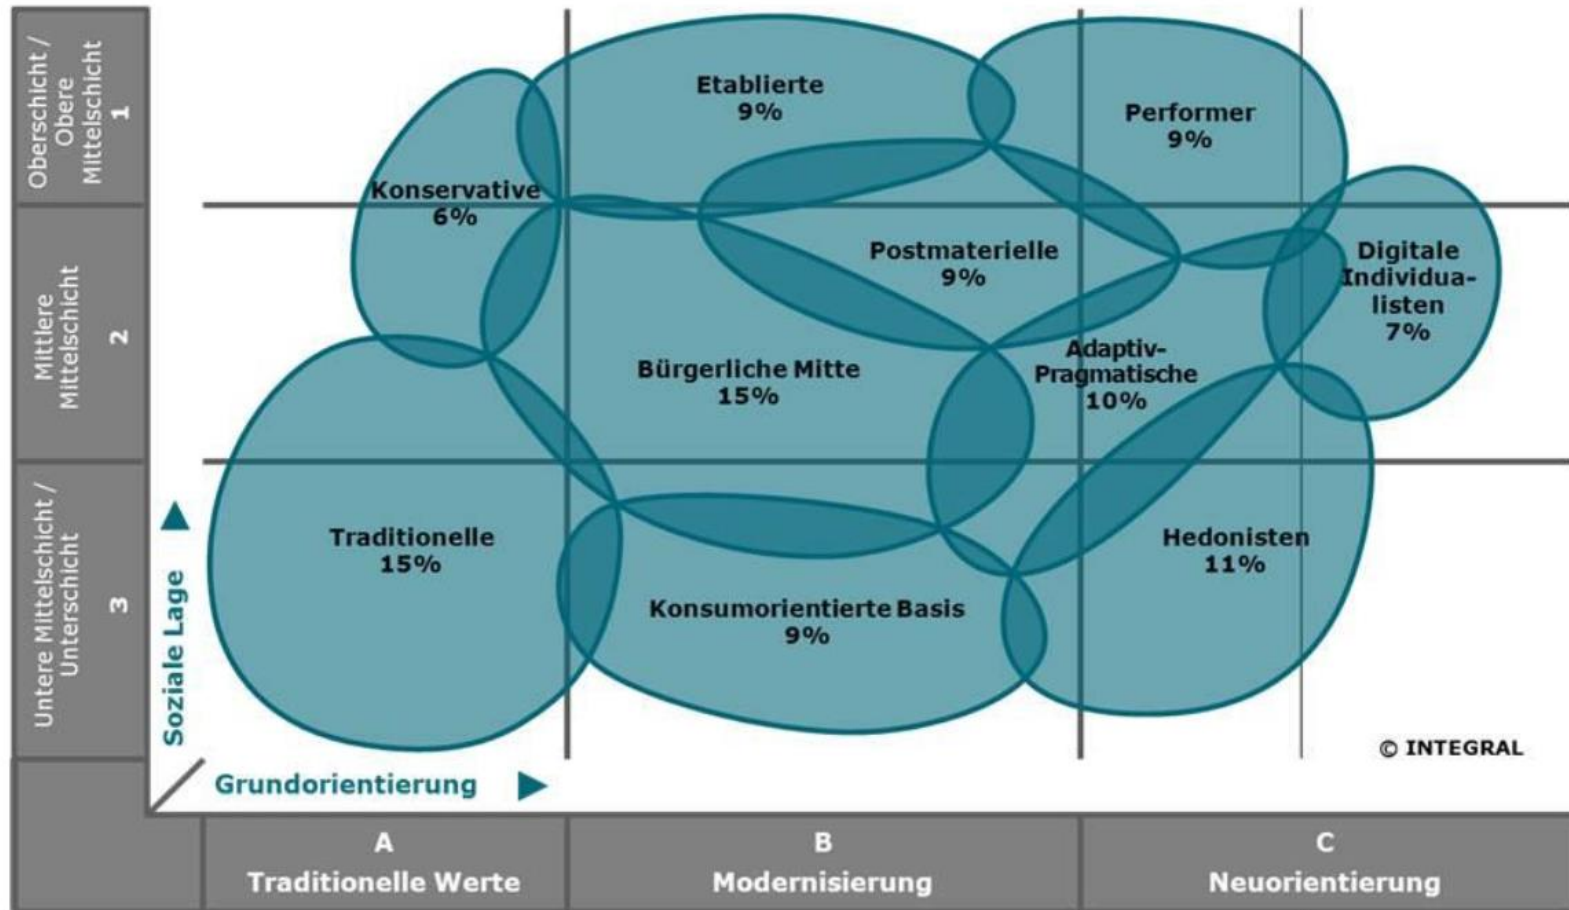 Oberschicht /
Obere
Mittelschicht
1
Mittlere
Mittelschicht
2
Untere Mittelschicht /
Unterschicht
3
Soziale Lage
Etablierte
9%
Performer
9%
Konservative
6%
Postmaterielle
9%
Digitale
Individua-
listen
7%
Bürgerliche Mitte
15%
Adaptiv-
Pragmatische
10%
Traditionelle
15%
Hedonisten
11%
Konsumorientierte Basis
9%
© INTEGRAL
Grundorientierung
A
Traditionelle Werte
B
Modernisierung
C
Neuorientierung